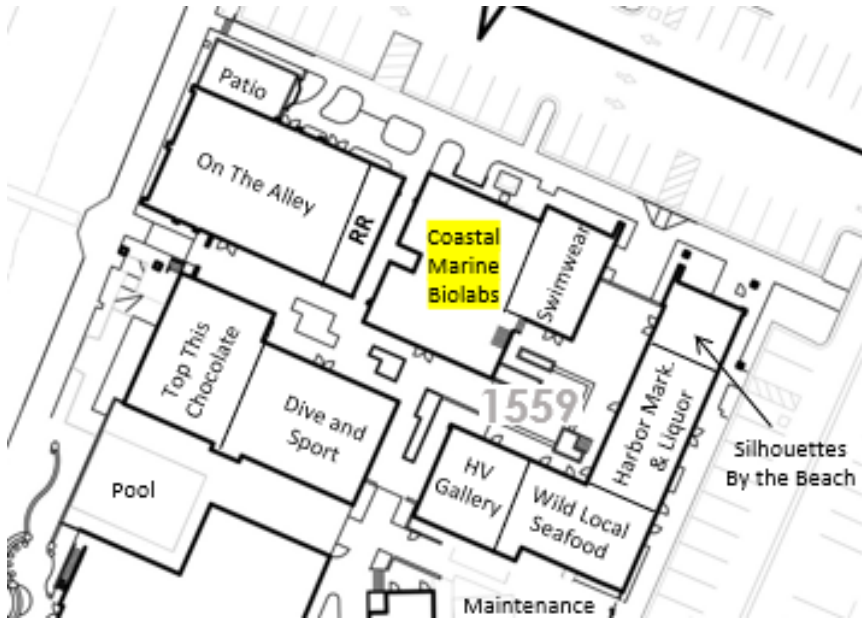 Patio
On The Alley
RR
Coastal
Marine
Biolabs
Swimwear
Top This
Chocolate
Dive and
Sport
1559
Harbor Mark.
& Liquor
Silhouettes
By the Beach
Pool
HV
Gallery
Wild Local
Seafood
Maintenance